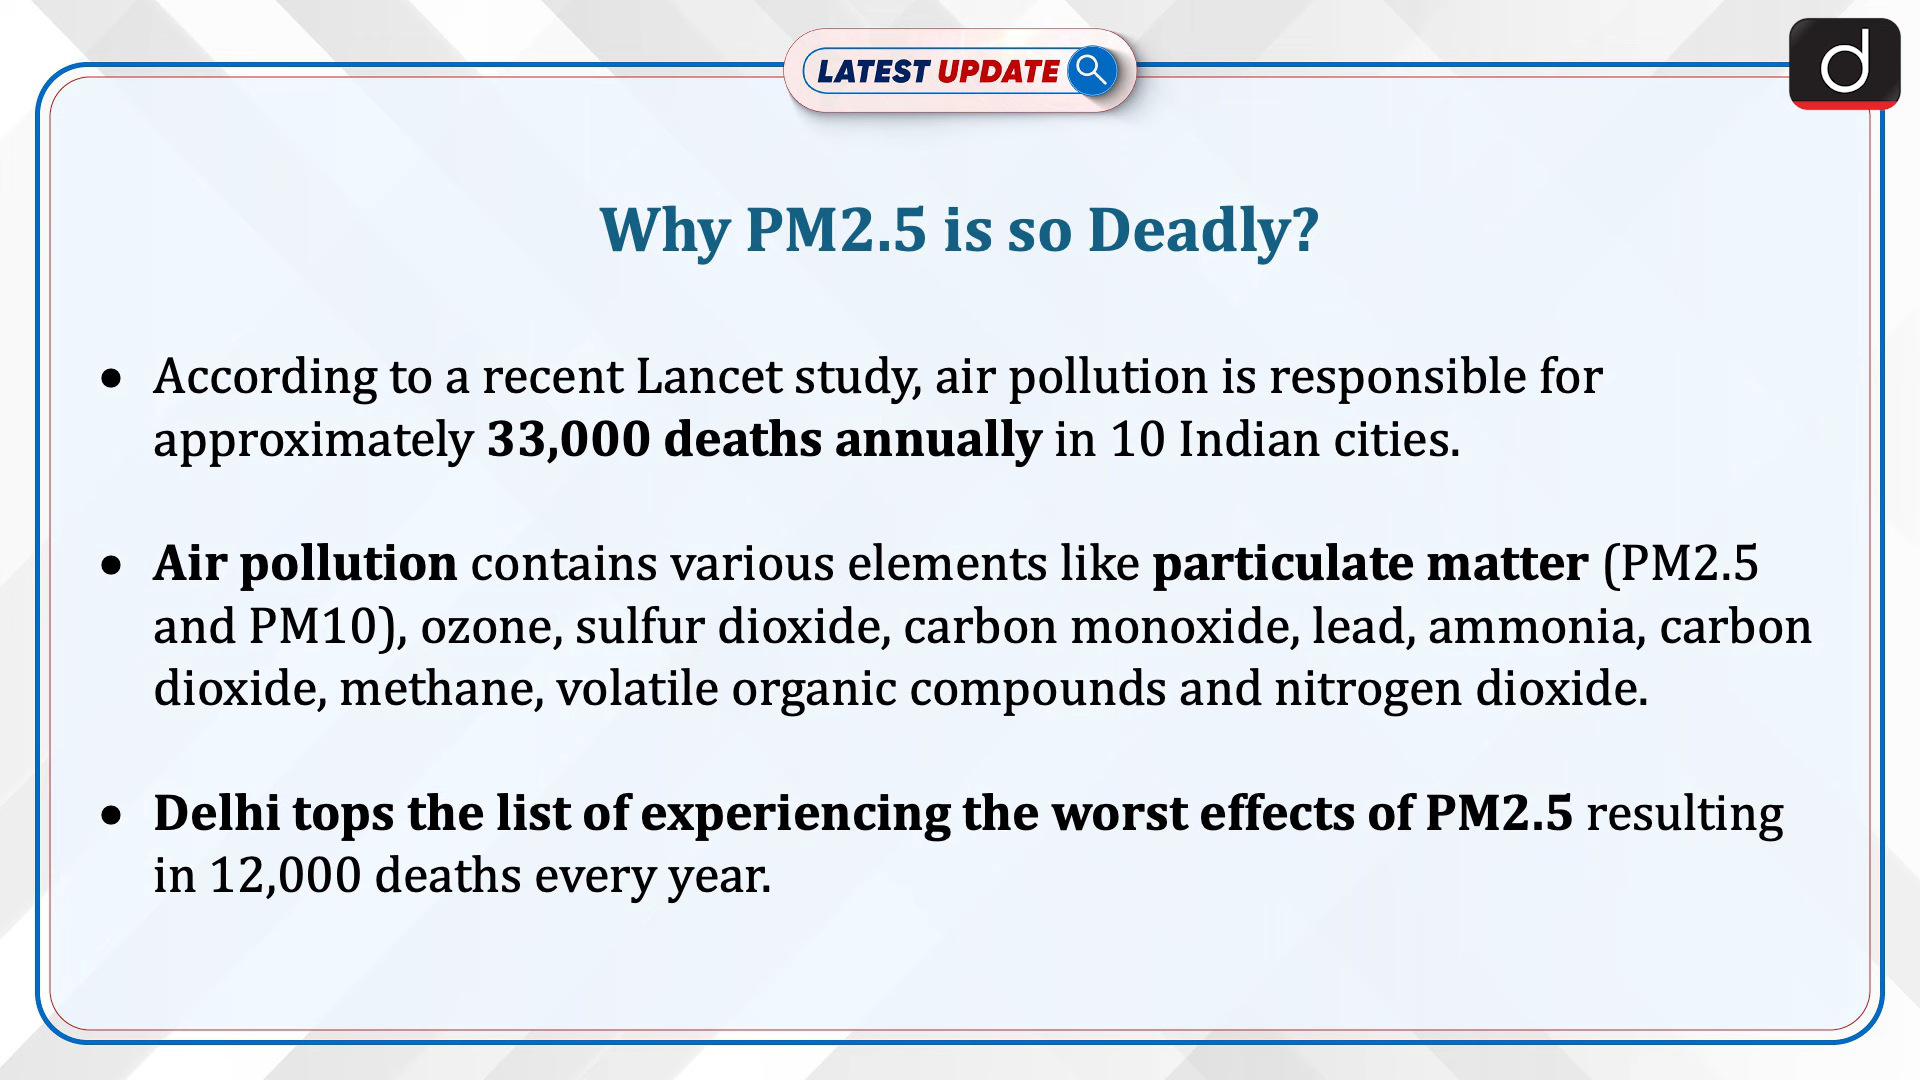 LATEST UPDATE
d
Why PM2.5 is so Deadly?
• According to a recent Lancet study, air pollution is responsible for
approximately 33,000 deaths annually in 10 Indian cities.
• Air pollution contains various elements like particulate matter (PM2.5
and PM10), ozone, sulfur dioxide, carbon monoxide, lead, ammonia, carbon
dioxide, methane, volatile organic compounds and nitrogen dioxide.
• Delhi tops the list of experiencing the worst effects of PM2.5 resulting
in 12,000 deaths every year.